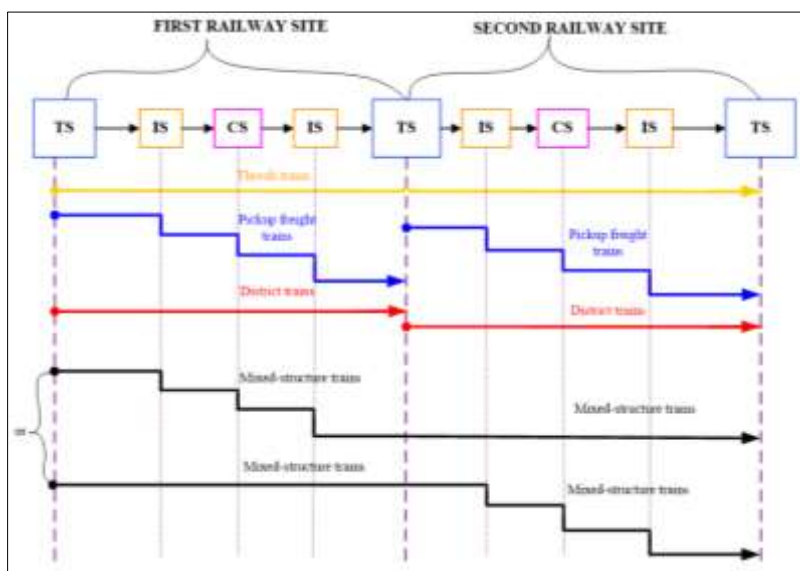 FIRST RAILWAY SITE
SECOND RAILWAY SITE
TS
IS
CS
IS
TS
IS
CS
IS
TS
trains
Pickup freight
trains
Pickup freight
trains
District trains
District trains
Mixed-structure trains
Mixed-structure trains
Mixed-structure trains
Mixed-structure trains